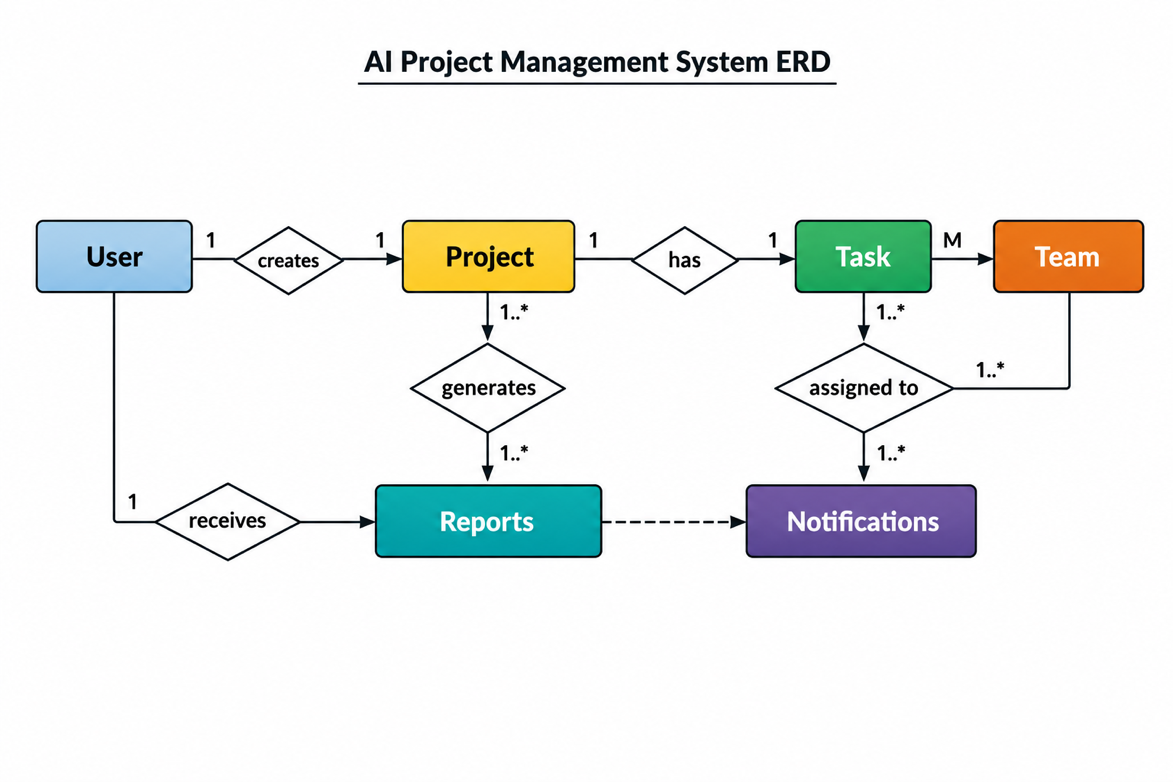 AI Project Management System ERD
User
1
creates
1
Project
1
has
1
Task
M
Team
1..*
1..*
generates
assigned to
1..*
1..*
1..*
1
receives
Reports
Notifications